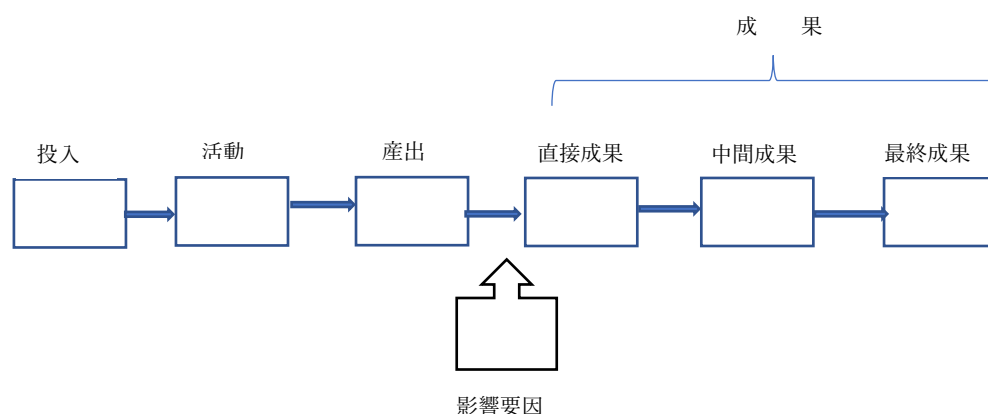 成　果
投入
活動
産出
直接成果
中間成果
最終成果
影響要因